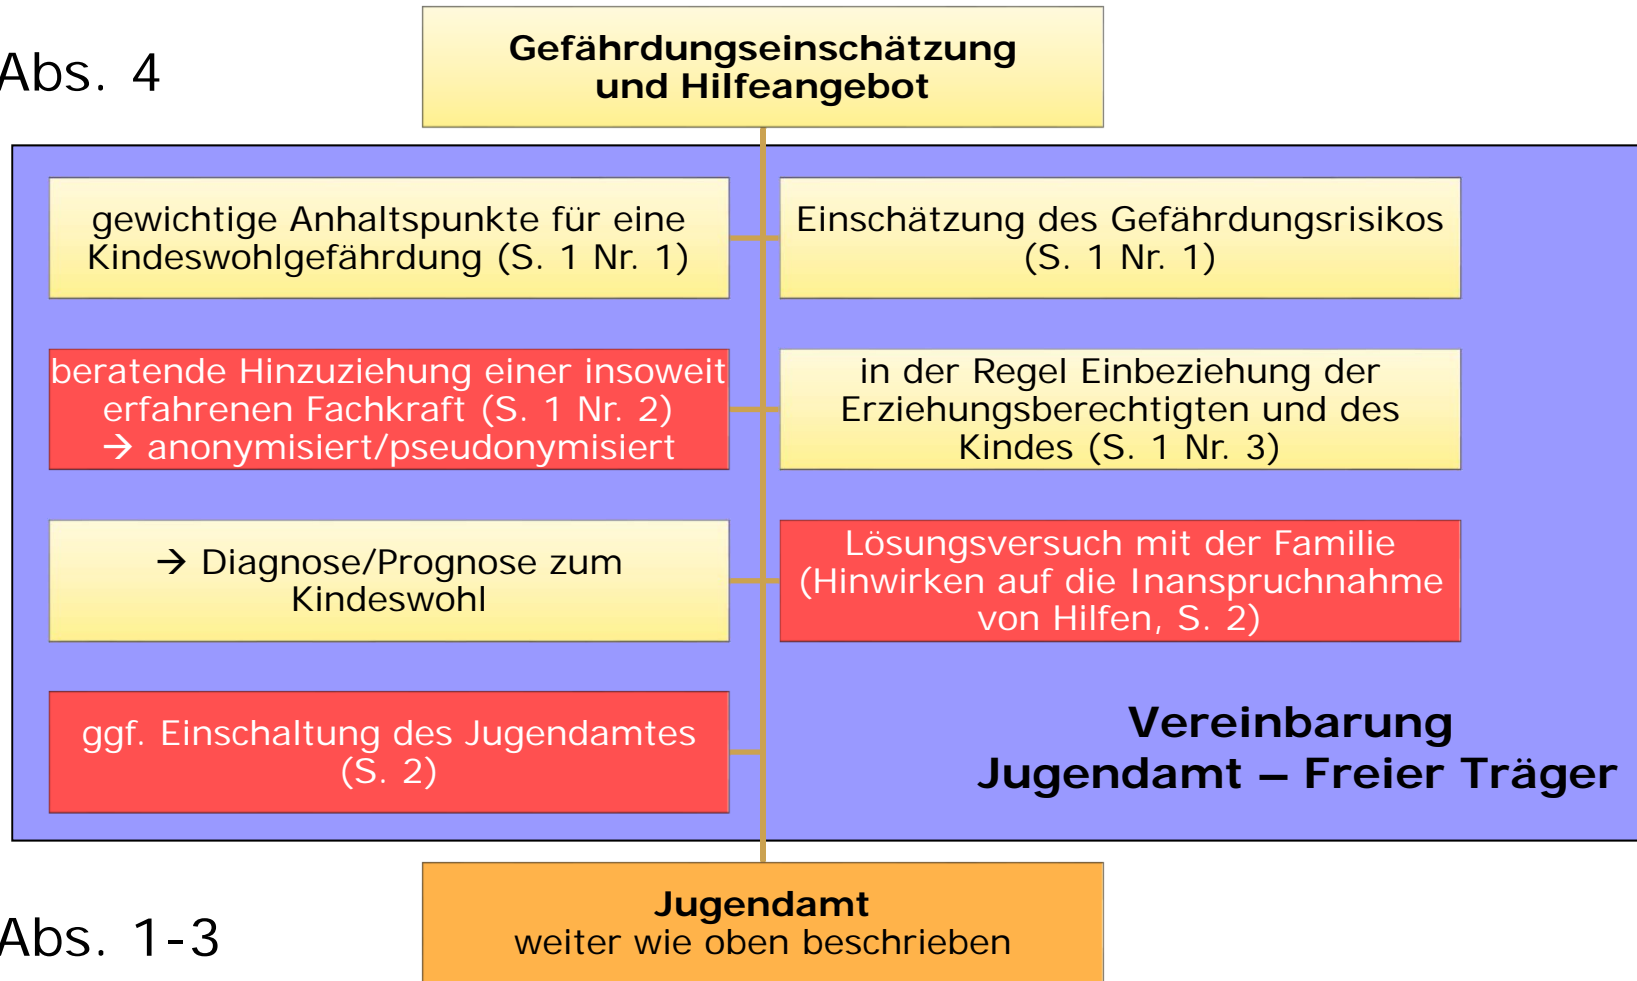 Abs. 4
Gefährdungseinschätzung
und Hilfeangebot
gewichtige Anhaltspunkte für eine
Kindeswohlgefährdung (S. 1 Nr. 1)
Einschätzung des Gefährdungsrisikos
(S. 1 Nr. 1)
beratende Hinzuziehung einer insoweit
erfahrenen Fachkraft (S. 1 Nr. 2)
→ anonymisiert/pseudonymisiert
in der Regel Einbeziehung der
Erziehungsberechtigten und des
Kindes (S. 1 Nr. 3)
→ Diagnose/Prognose zum
Kindeswohl
Lösungsversuch mit der Familie
(Hinwirken auf die Inanspruchnahme
von Hilfen, S. 2)
ggf. Einschaltung des Jugendamtes
(S. 2)
Vereinbarung
Jugendamt – Freier Träger
Abs. 1-3
Jugendamt
weiter wie oben beschrieben